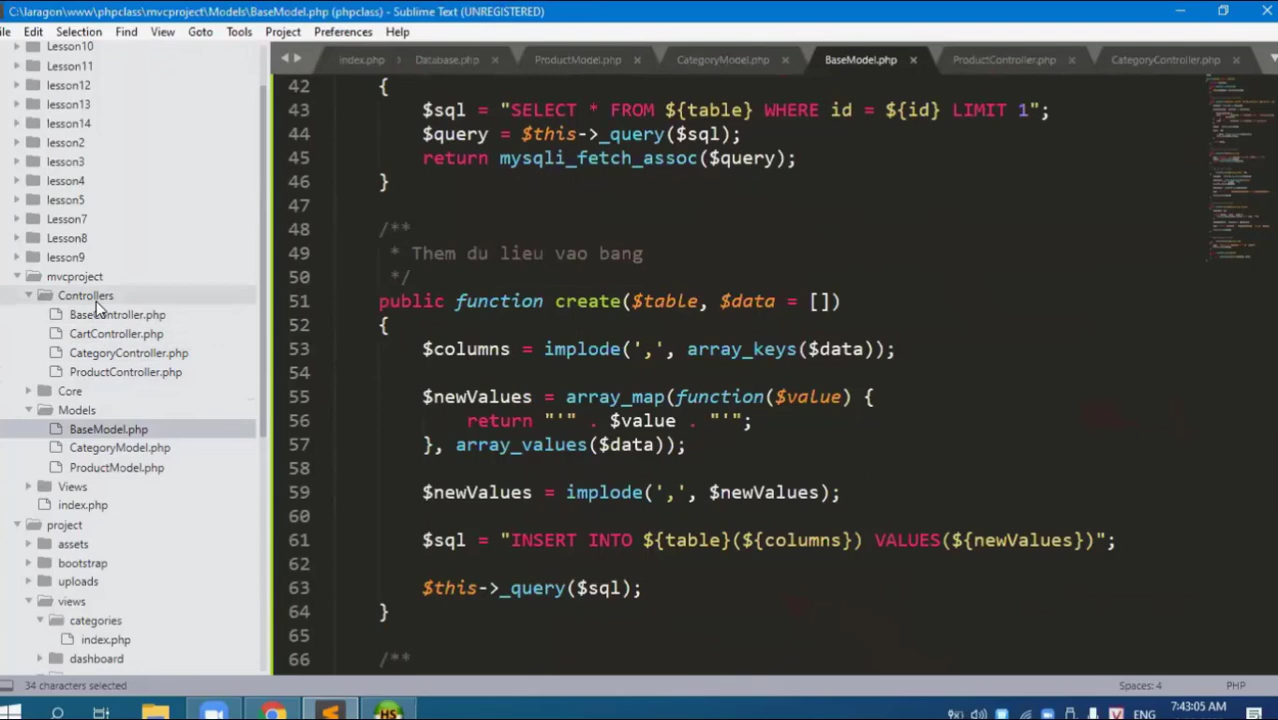 C:\laragon\www\phpclass\mvcproject\Models\BaseModel.php (phpclass) - Sublime Text (UNREGISTERED)
Edit Selection Find View Goto Tools Project Preferences Help
Lesson10
Lesson11
lesson12
lesson13
lesson14
lesson2
lesson3
lesson4
lesson5
Lesson7
Lesson8
lesson9
mvcproject
Controllers
BaseController.php
CartController.php
CategoryController.php
ProductController.php
Core
Models
BaseModel.php
CategoryModel.php
ProductModel.php
Views
index.php
project
assets
bootstrap
uploads
views
categories
index.php
dashboard
index.php Database.php ProductModel.php CategoryModel.php BaseModel.php ProductController.php CategoryController.php
42 {
43 $sql = "SELECT * FROM ${table} WHERE id = ${id} LIMIT 1";
44 $query = $this->_query($sql);
45 return mysqli_fetch_assoc($query);
46 }
47
48 /**
49 * Them du lieu vao bang
50 */
51 public function create($table, $data = [])
52 {
53 $columns = implode(',', array_keys($data));
54
55 $newValues = array_map(function($value) {
56 return "'" . $value . "'";
57 }, array_values($data));
58
59 $newValues = implode(',', $newValues);
60
61 $sql = "INSERT INTO ${table}(${columns}) VALUES(${newValues})";
62
63 $this->_query($sql);
64 }
65
66 /**
34 characters selected
Spaces: 4 PHP
HS
V ENG 7:43:05 AM